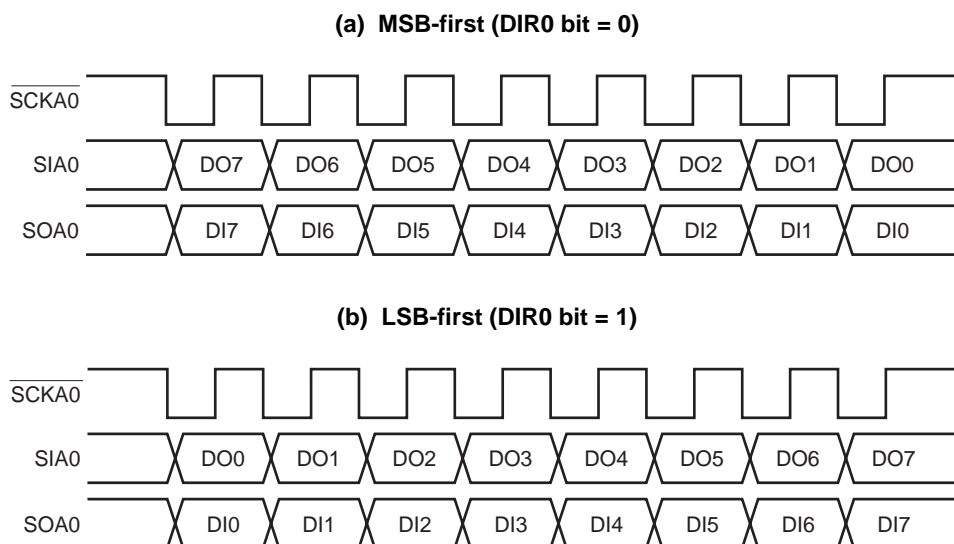 (a) MSB-first (DIR0 bit = 0)
SCKA0
SIA0 DO7 DO6 DO5 DO4 DO3 DO2 DO1 DO0
SOA0 DI7 DI6 DI5 DI4 DI3 DI2 DI1 DI0
(b) LSB-first (DIR0 bit = 1)
SCKA0
SIA0 DO0 DO1 DO2 DO3 DO4 DO5 DO6 DO7
SOA0 DI0 DI1 DI2 DI3 DI4 DI5 DI6 DI7